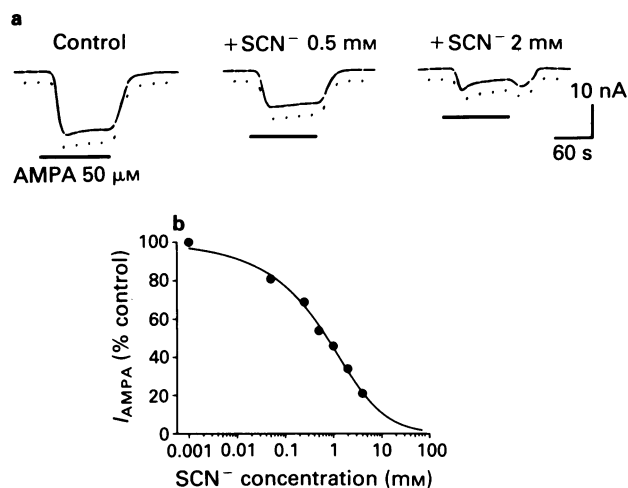 a
Control
+ SCN⁻ 0.5 mM
+ SCN⁻ 2 mM
10 nA
60 s
AMPA 50 μM
b
100
80
60
40
20
0
I AMPA (% control)
0.001 0.01 0.1 1 10 100
SCN⁻ concentration (mM)